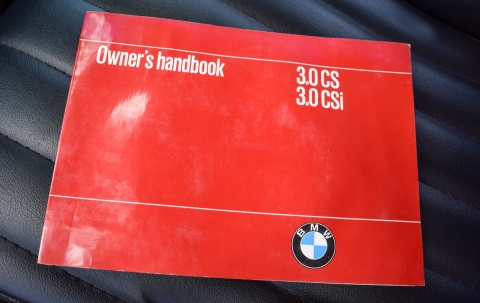 Owner's handbook
3.0 CS
3.0 CSi
BMW